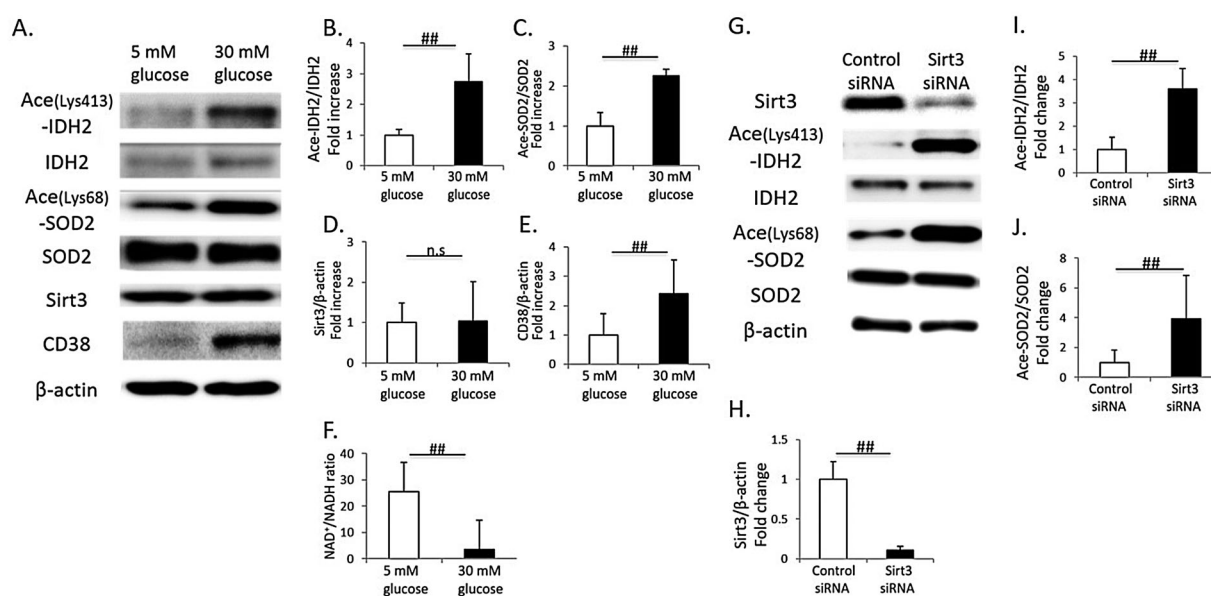 A.
5 mM
glucose
30 mM
glucose
Ace(Lys413)
-IDH2
IDH2
Ace(Lys68)
-SOD2
SOD2
Sirt3
CD38
β-actin
B.
##
Ace-IDH2/IDH2
Fold increase
4
3
2
1
0
5 mM
glucose
30 mM
glucose
C.
##
Ace-SOD2/SOD2
Fold increase
3
2
1
0
5 mM
glucose
30 mM
glucose
D.
n.s
Sirt3/β-actin
Fold increase
3
2
1
0
5 mM
glucose
30 mM
glucose
E.
##
CD38/β-actin
Fold increase
4
3
2
1
0
5 mM
glucose
30 mM
glucose
F.
##
NAD⁺/NADH ratio
40
30
20
10
0
5 mM
glucose
30 mM
glucose
G.
Control
siRNA
Sirt3
siRNA
Sirt3
Ace(Lys413)
-IDH2
IDH2
Ace(Lys68)
-SOD2
SOD2
β-actin
H.
##
Sirt3/β-actin
Fold change
1.5
1
0.5
0
Control
siRNA
Sirt3
siRNA
I.
##
Ace-IDH2/IDH2
Fold change
5
4
3
2
1
0
Control
siRNA
Sirt3
siRNA
J.
##
Ace-SOD2/SOD2
Fold change
8
6
4
2
0
Control
siRNA
Sirt3
siRNA